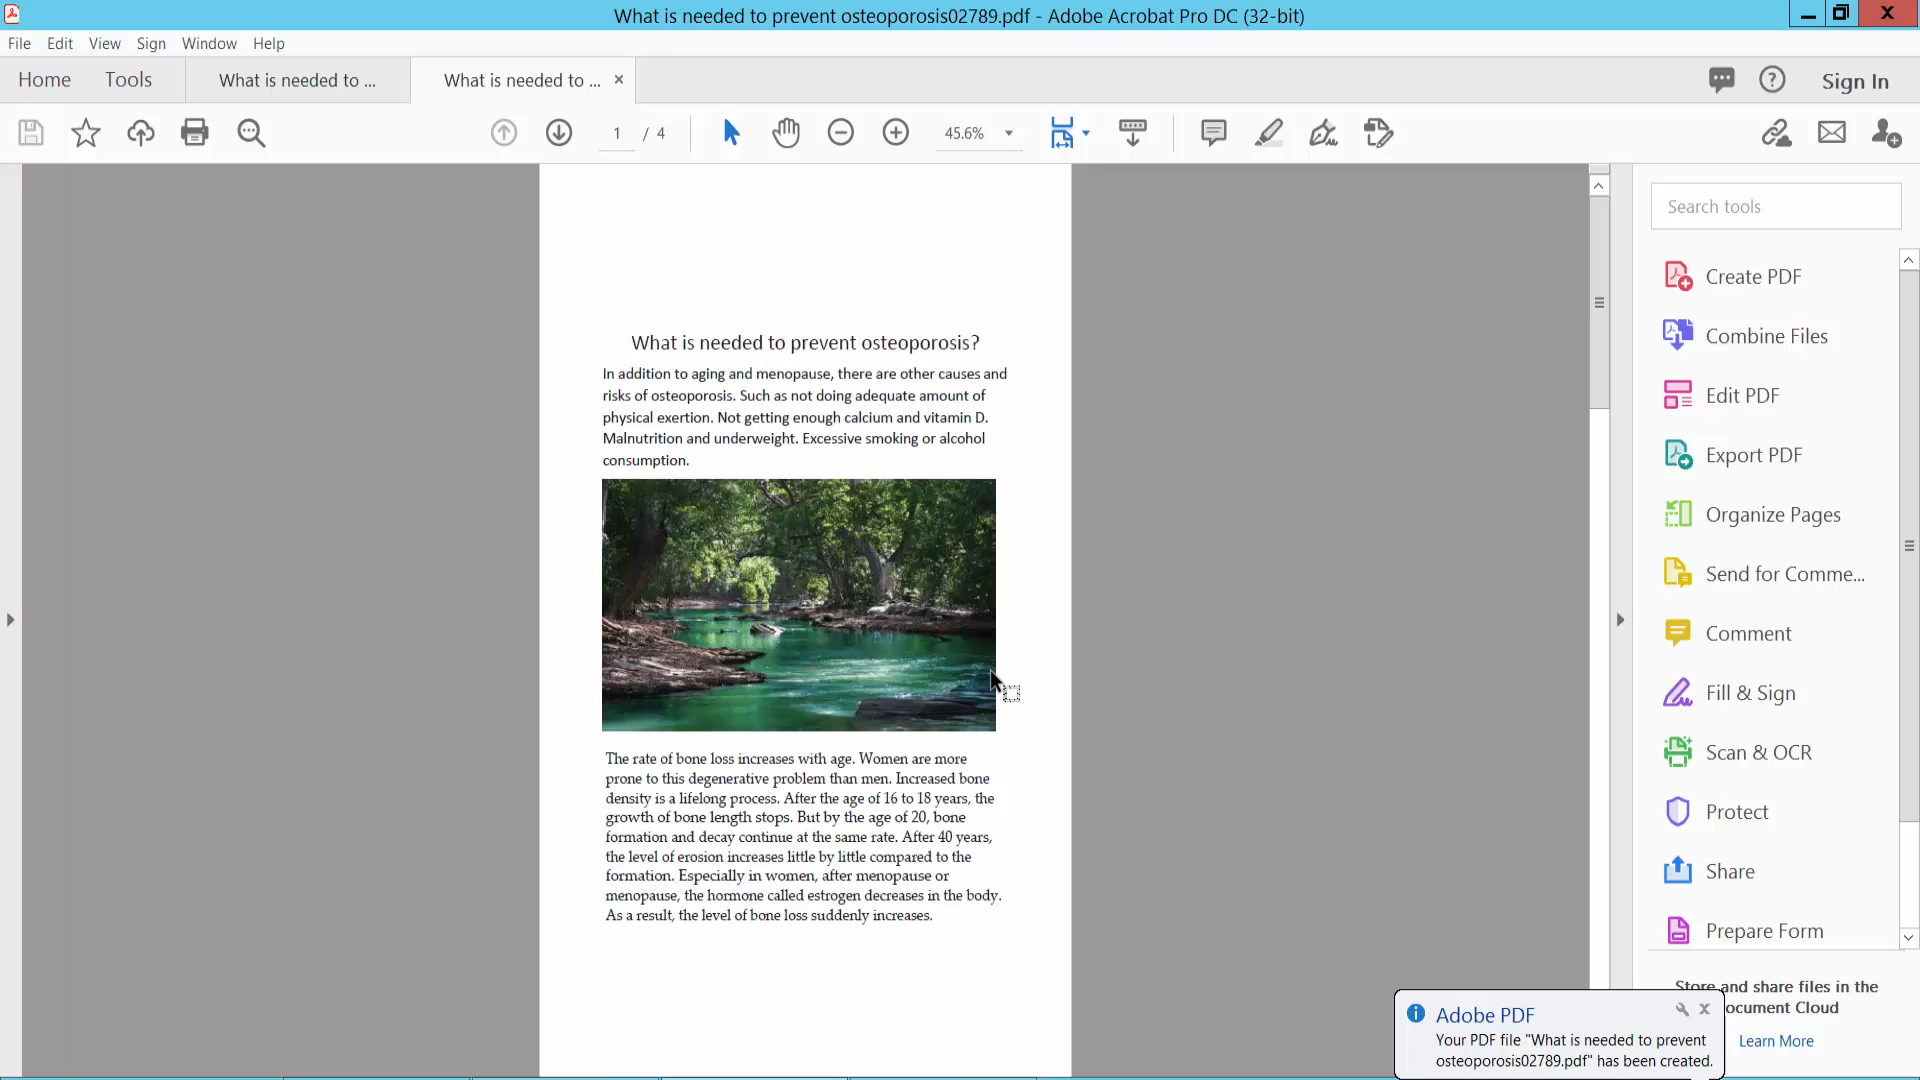 What is needed to prevent osteoporosis02789.pdf - Adobe Acrobat Pro DC (32-bit)
File Edit View Sign Window Help
Home Tools What is needed to ... What is needed to ... Sign In
1 / 4 45.6%
Search tools
Create PDF
Combine Files
Edit PDF
Export PDF
Organize Pages
Send for Comme...
Comment
Fill & Sign
Scan & OCR
Protect
Share
Prepare Form
What is needed to prevent osteoporosis?
In addition to aging and menopause, there are other causes and
risks of osteoporosis. Such as not doing adequate amount of
physical exertion. Not getting enough calcium and vitamin D.
Malnutrition and underweight. Excessive smoking or alcohol
consumption.
The rate of bone loss increases with age. Women are more
prone to this degenerative problem than men. Increased bone
density is a lifelong process. After the age of 16 to 18 years, the
growth of bone length stops. But by the age of 20, bone
formation and decay continue at the same rate. After 40 years,
the level of erosion increases little by little compared to the
formation. Especially in women, after menopause or
menopause, the hormone called estrogen decreases in the body.
As a result, the level of bone loss suddenly increases.
Store and share files in the
ocument Cloud
Learn More
Adobe PDF
Your PDF file "What is needed to prevent
osteoporosis02789.pdf" has been created.